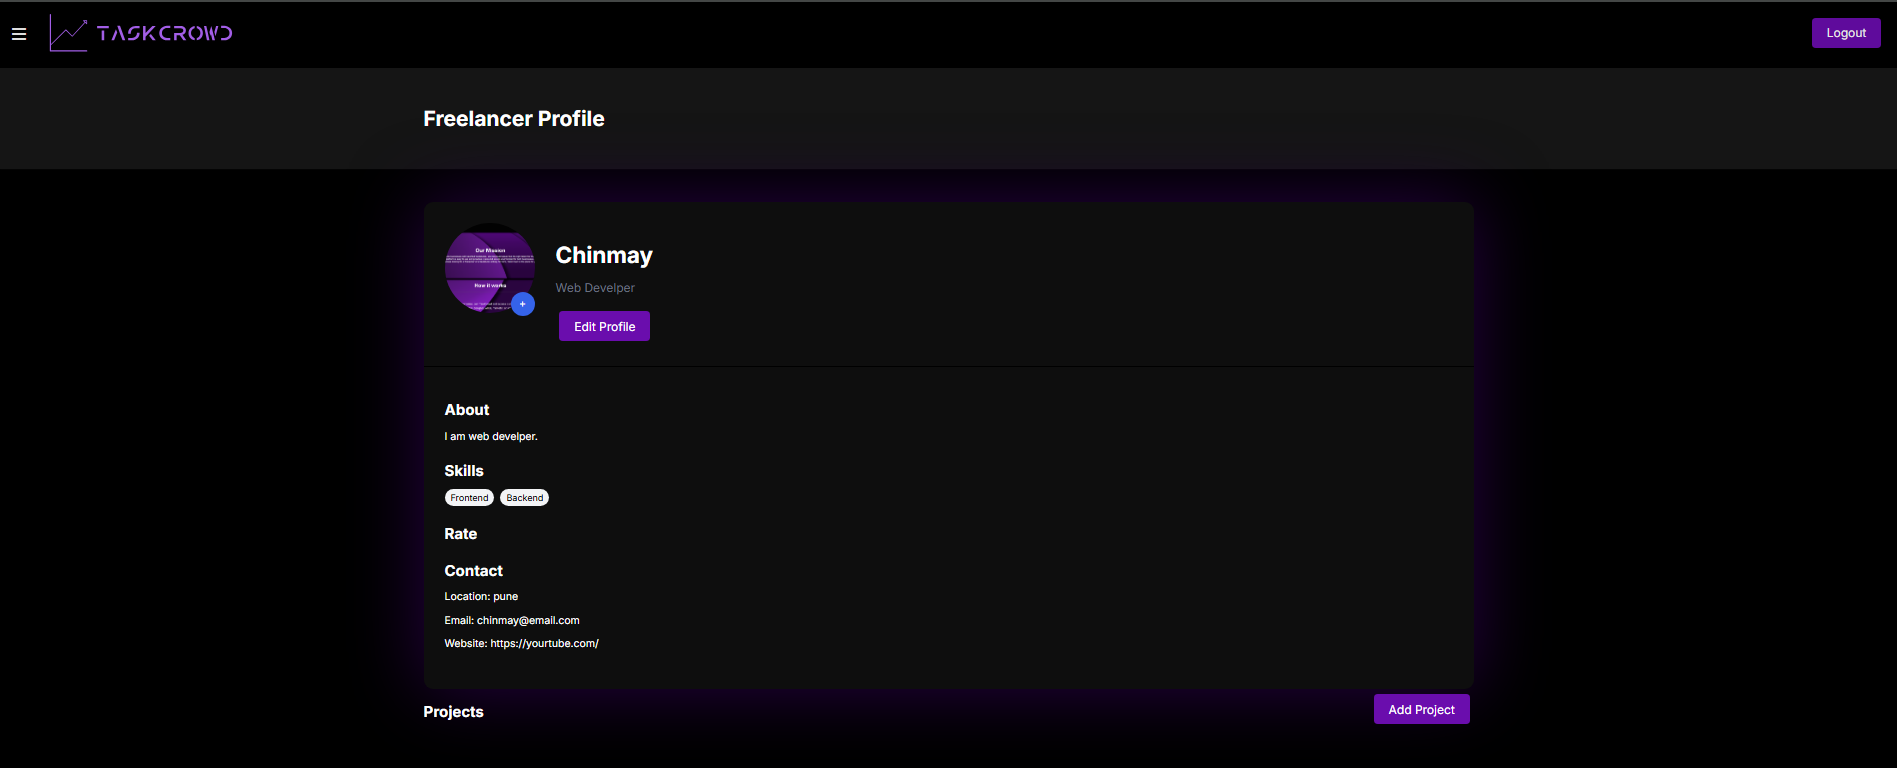 TASKCROWD
Logout
Freelancer Profile
Our Mission
How it works
+
Chinmay
Web Develper
Edit Profile
About
I am web develper.
Skills
Frontend Backend
Rate
Contact
Location: pune
Email: chinmay@email.com
Website: https://yourtube.com/
Projects
Add Project